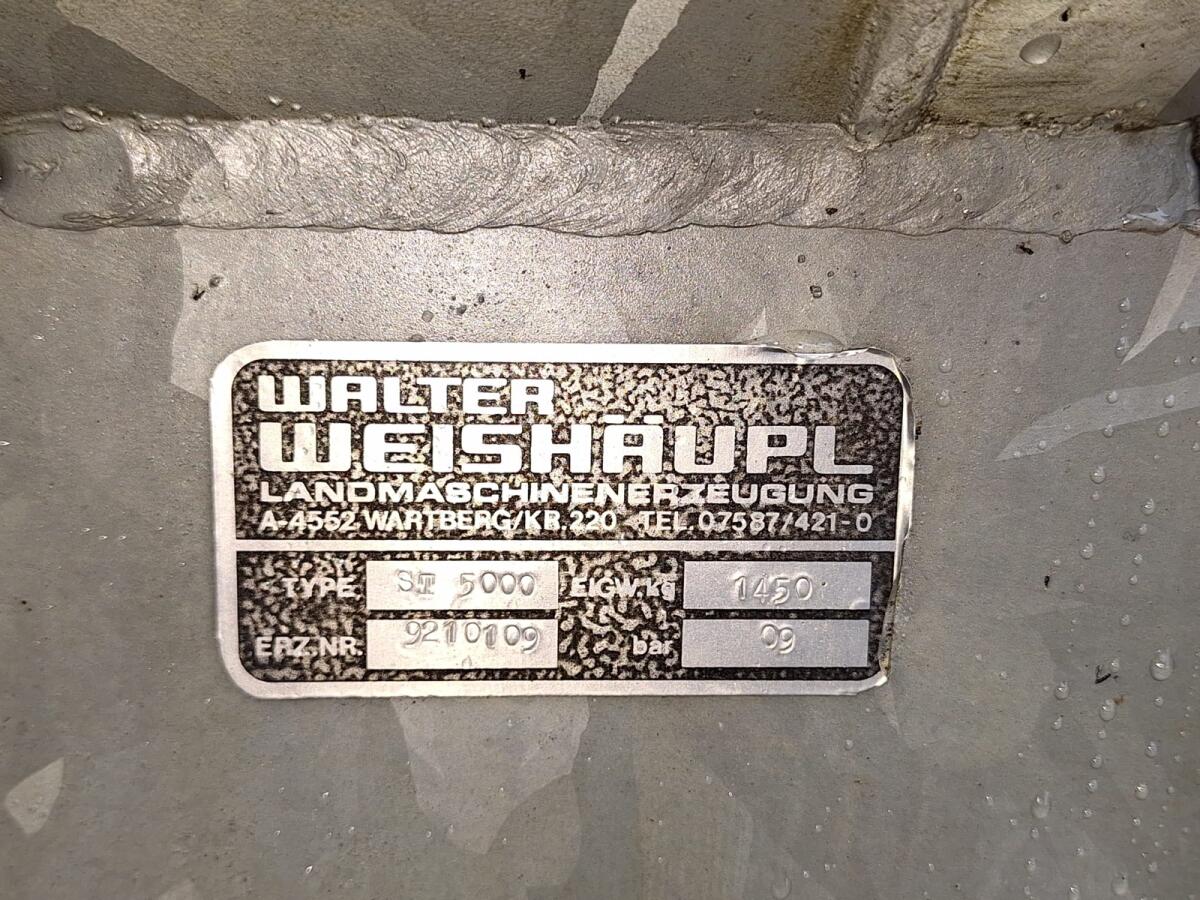 WALTER
WEISHÄUPL
LANDMASCHINENERZEUGUNG
A-4552 WARTBERG/KR.220 TEL.07587/421-0
TYPE ST 5000 EIGW.kg 1450
ERZ.NR. 9210109 bar 09